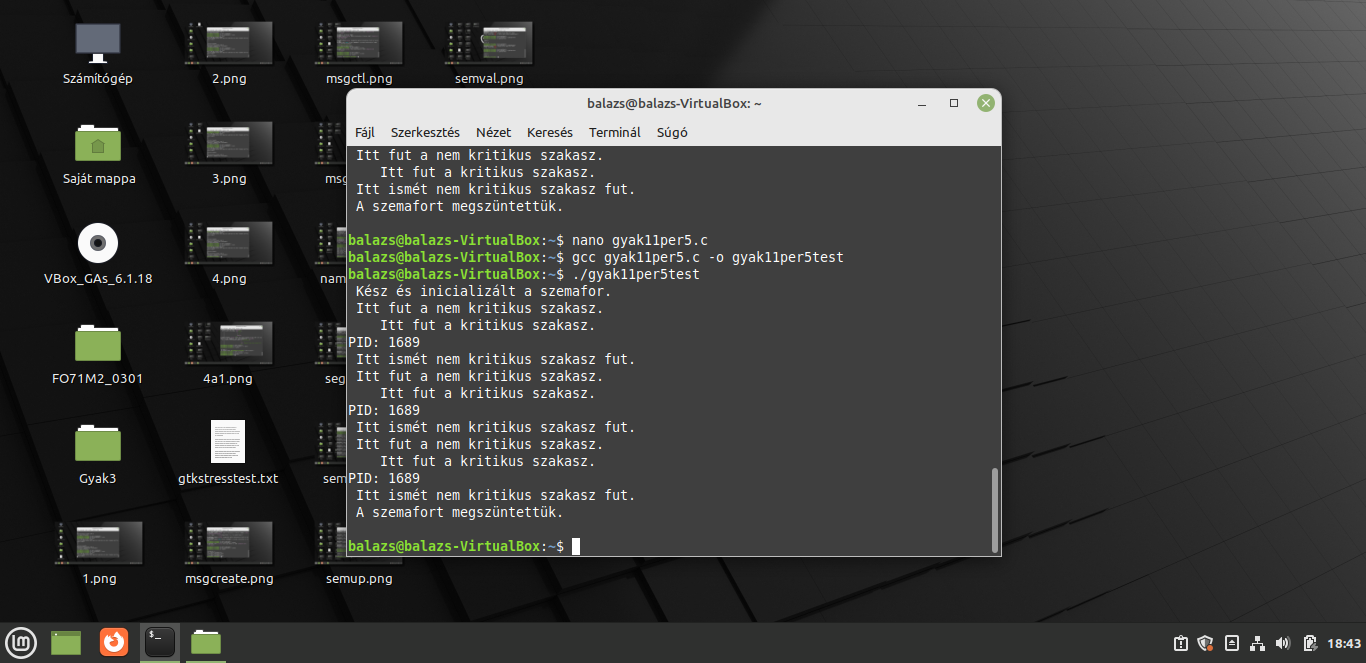 Számítógép
2.png
msgctl.png
semval.png
Saját mappa
3.png
msg
VBox_GAs_6.1.18
4.png
nam
FO71M2_0301
4a1.png
seg
Gyak3
gtkstresstest.txt
sem
1.png
msgcreate.png
semup.png
balazs@balazs-VirtualBox: ~
Fájl Szerkesztés Nézet Keresés Terminál Súgó
Itt fut a nem kritikus szakasz.
Itt fut a kritikus szakasz.
Itt ismét nem kritikus szakasz fut.
A szemafort megszüntettük.
balazs@balazs-VirtualBox:~$ nano gyak11per5.c
balazs@balazs-VirtualBox:~$ gcc gyak11per5.c -o gyak11per5test
balazs@balazs-VirtualBox:~$ ./gyak11per5test
Kész és inicializált a szemafor.
Itt fut a nem kritikus szakasz.
Itt fut a kritikus szakasz.
PID: 1689
Itt ismét nem kritikus szakasz fut.
Itt fut a nem kritikus szakasz.
Itt fut a kritikus szakasz.
PID: 1689
Itt ismét nem kritikus szakasz fut.
Itt fut a nem kritikus szakasz.
Itt fut a kritikus szakasz.
PID: 1689
Itt ismét nem kritikus szakasz fut.
A szemafort megszüntettük.
balazs@balazs-VirtualBox:~$
$_
18:43